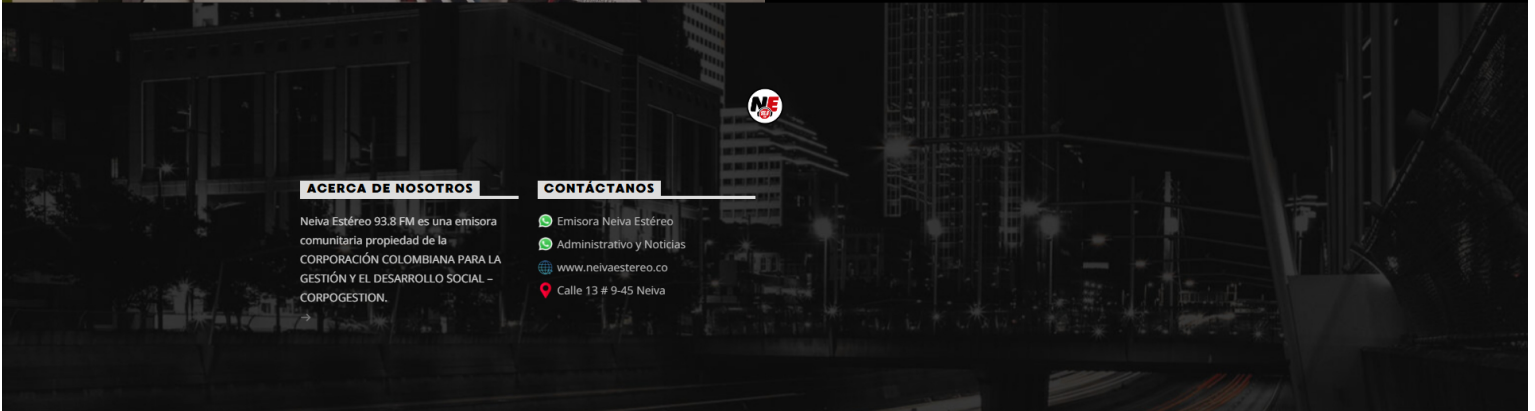 NE
ACERCA DE NOSOTROS
Neiva Estéreo 93.8 FM es una emisora
comunitaria propiedad de la
CORPORACIÓN COLOMBIANA PARA LA
GESTIÓN Y EL DESARROLLO SOCIAL –
CORPOGESTION.
→
CONTÁCTANOS
Emisora Neiva Estéreo
Administrativo y Noticias
www.neivaestereo.co
Calle 13 # 9-45 Neiva